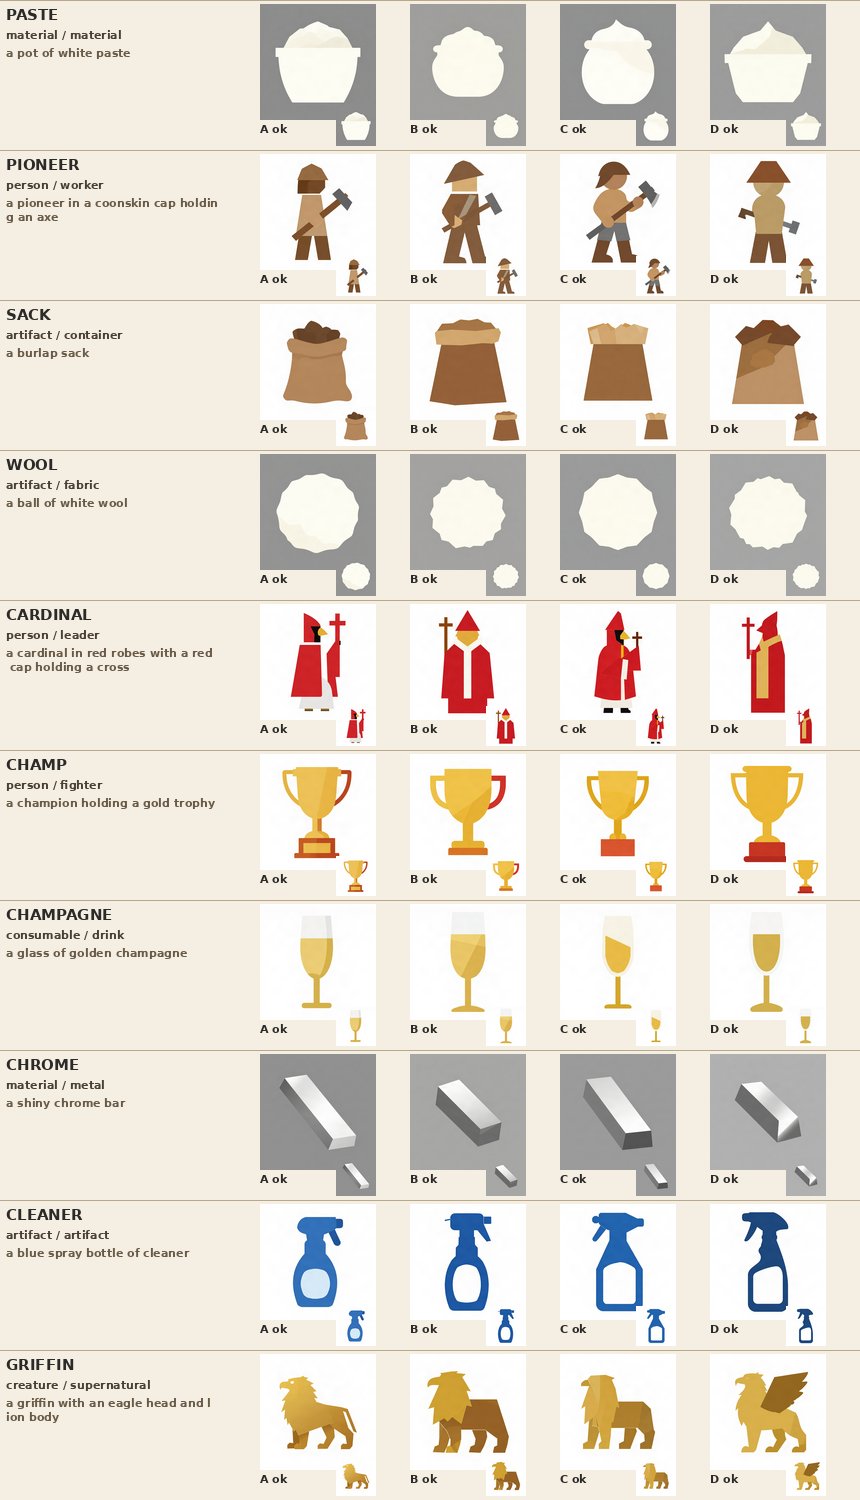 PASTE
material / material
a pot of white paste
A ok
B ok
C ok
D ok
PIONEER
person / worker
a pioneer in a coonskin cap holdin
g an axe
A ok
B ok
C ok
D ok
SACK
artifact / container
a burlap sack
A ok
B ok
C ok
D ok
WOOL
artifact / fabric
a ball of white wool
A ok
B ok
C ok
D ok
CARDINAL
person / leader
a cardinal in red robes with a red
cap holding a cross
A ok
B ok
C ok
D ok
CHAMP
person / fighter
a champion holding a gold trophy
A ok
B ok
C ok
D ok
CHAMPAGNE
consumable / drink
a glass of golden champagne
A ok
B ok
C ok
D ok
CHROME
material / metal
a shiny chrome bar
A ok
B ok
C ok
D ok
CLEANER
artifact / artifact
a blue spray bottle of cleaner
A ok
B ok
C ok
D ok
GRIFFIN
creature / supernatural
a griffin with an eagle head and l
ion body
A ok
B ok
C ok
D ok